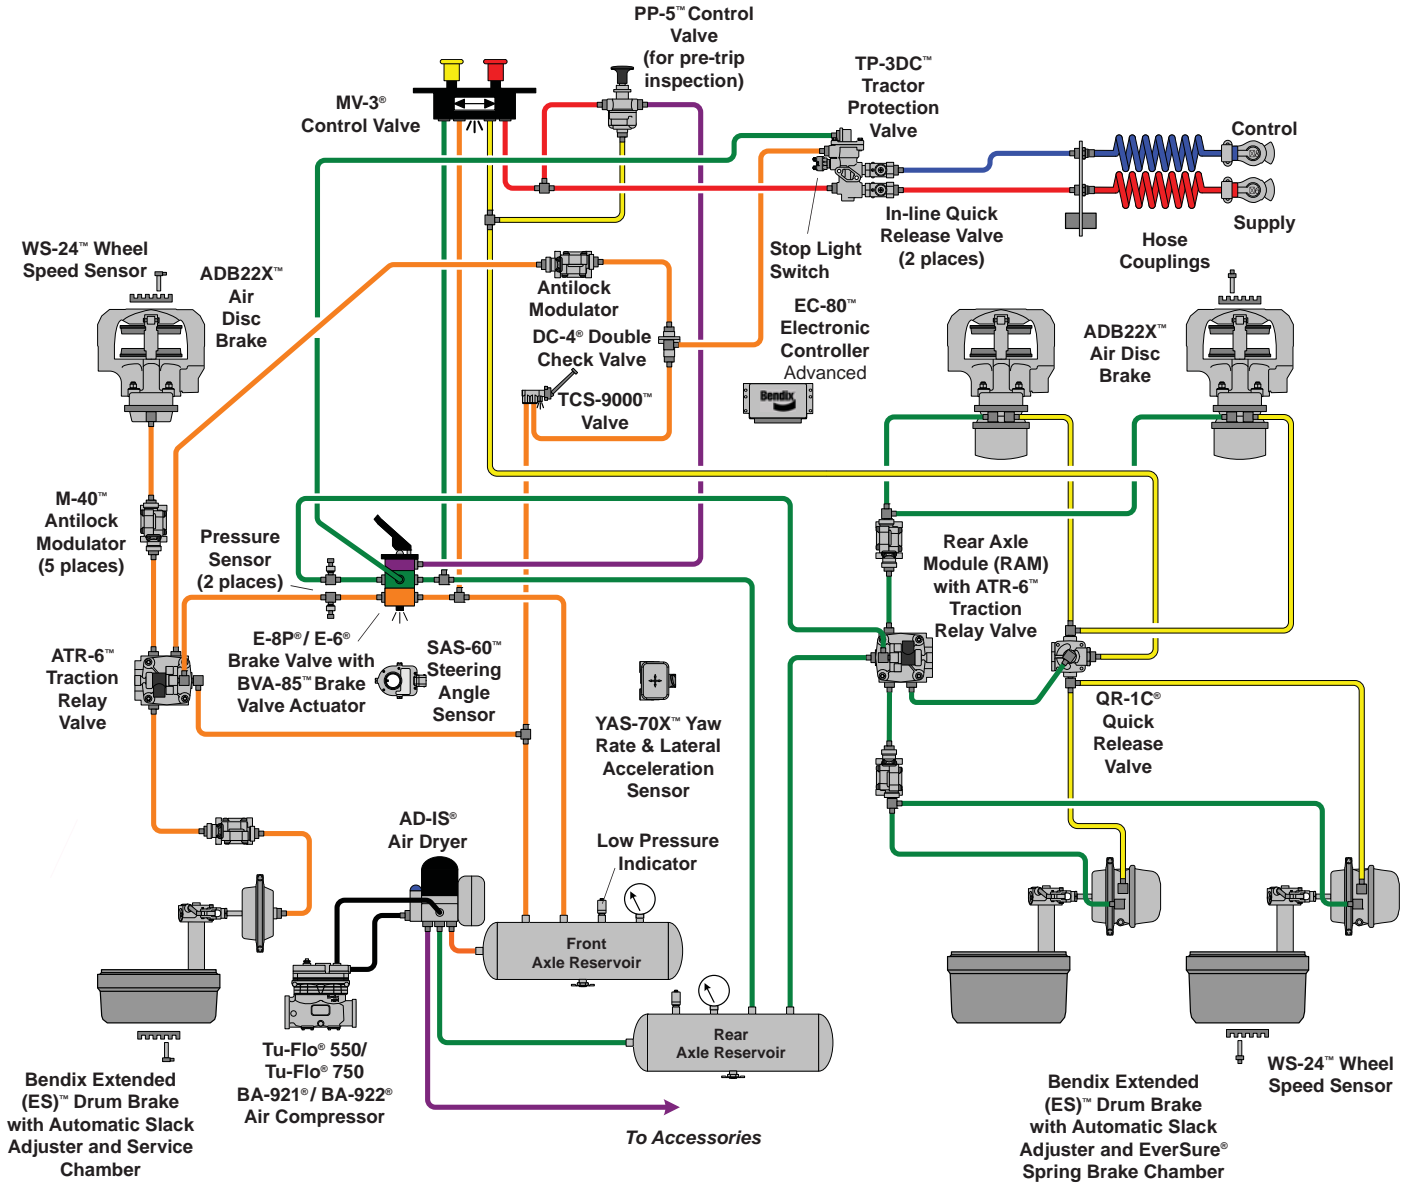 PP-5™ Control
Valve
(for pre-trip
inspection)
MV-3®
Control Valve
TP-3DC™
Tractor
Protection
Valve
Control
Supply
In-line Quick
Release Valve
(2 places)
Hose
Couplings
Stop Light
Switch
WS-24™ Wheel
Speed Sensor
ADB22X™
Air
Disc
Brake
Antilock
Modulator
DC-4® Double
Check Valve
TCS-9000™
Valve
EC-80™
Electronic
Controller
Advanced
Bendix
ADB22X™
Air Disc
Brake
M-40™
Antilock
Modulator
(5 places)
Pressure
Sensor
(2 places)
Rear Axle
Module (RAM)
with ATR-6™
Traction
Relay Valve
E-8P® / E-6®
Brake Valve with
BVA-85™ Brake
Valve Actuator
SAS-60™
Steering
Angle
Sensor
ATR-6™
Traction
Relay
Valve
YAS-70X™ Yaw
Rate & Lateral
Acceleration
Sensor
QR-1C®
Quick
Release
Valve
AD-IS®
Air Dryer
Low Pressure
Indicator
Front
Axle Reservoir
Rear
Axle Reservoir
Tu-Flo® 550/
Tu-Flo® 750
BA-921® / BA-922®
Air Compressor
To Accessories
Bendix Extended
(ES)™ Drum Brake
with Automatic Slack
Adjuster and Service
Chamber
Bendix Extended
(ES)™ Drum Brake
with Automatic Slack
Adjuster and EverSure®
Spring Brake Chamber
WS-24™ Wheel
Speed Sensor